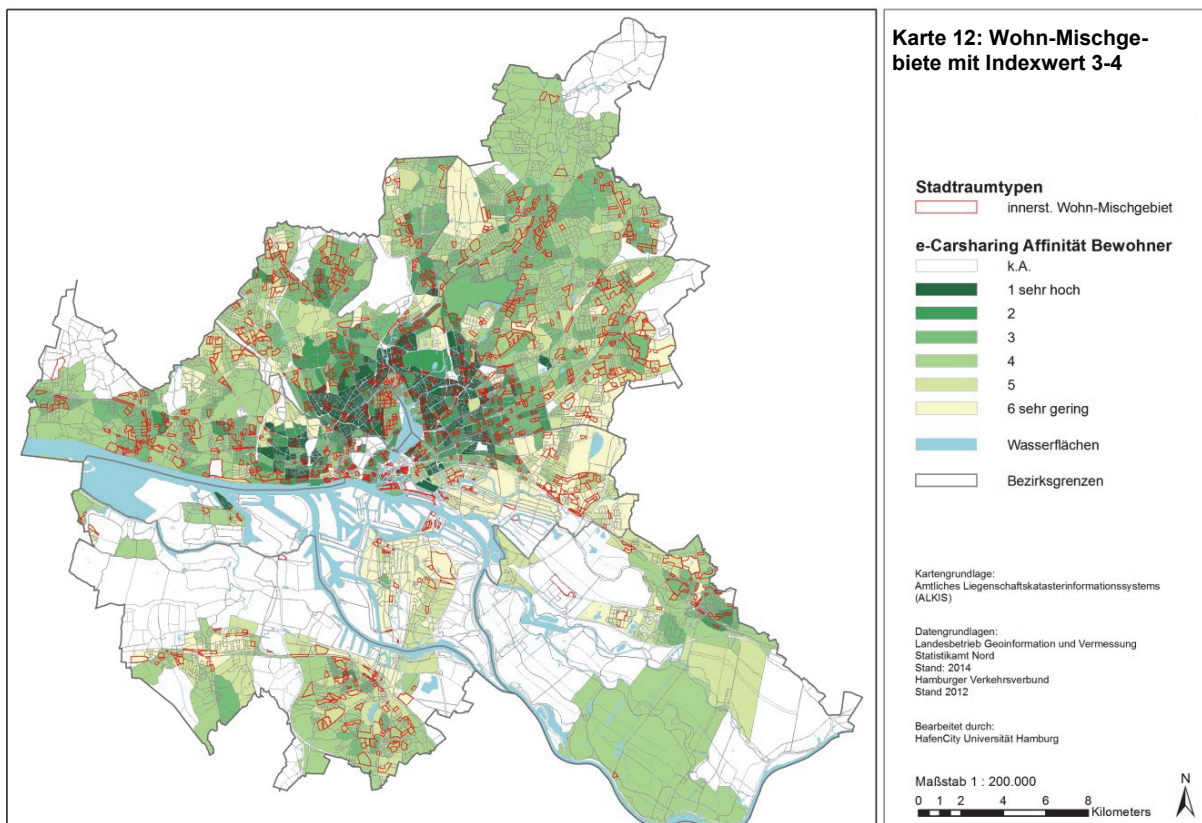 Karte 12: Wohn-Mischge-
biete mit Indexwert 3-4
Stadtraumtypen
innerst. Wohn-Mischgebiet
e-Carsharing Affinität Bewohner
k.A.
1 sehr hoch
2
3
4
5
6 sehr gering
Wasserflächen
Bezirksgrenzen
Kartengrundlage:
Amtliches Liegenschaftskatasterinformationssystems
(ALKIS)
Datengrundlagen:
Landesbetrieb Geoinformation und Vermessung
Statistikamt Nord
Stand: 2014
Hamburger Verkehrsverbund
Stand 2012
Bearbeitet durch:
HafenCity Universität Hamburg
Maßstab 1 : 200.000
N
0 1 2 4 6 8
Kilometers